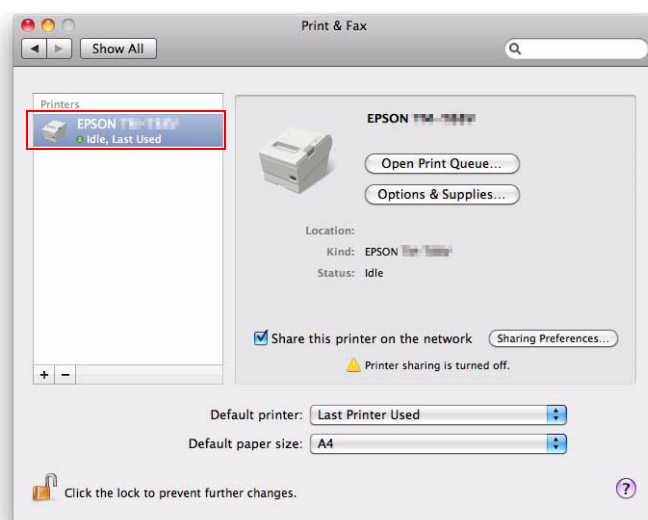 Print & Fax
Show All
Printers
EPSON
Idle, Last Used
EPSON
Open Print Queue...
Options & Supplies...
Location:
Kind: EPSON
Status: Idle
Share this printer on the network
Sharing Preferences...
Printer sharing is turned off.
+ −
Default printer: Last Printer Used
Default paper size: A4
Click the lock to prevent further changes.
?